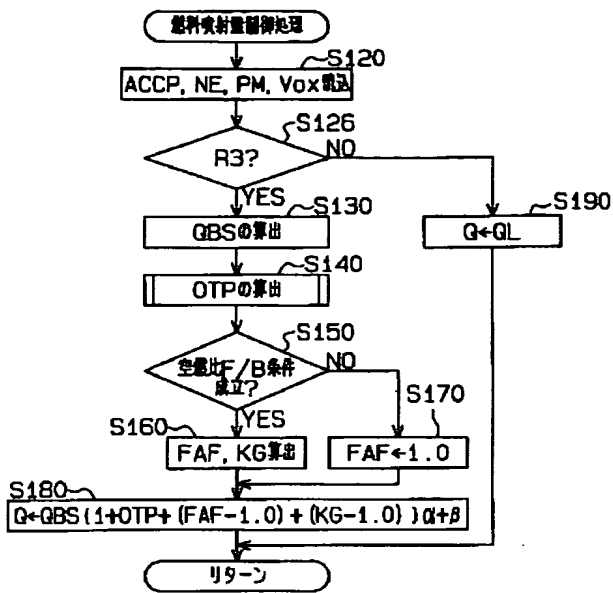 燃料噴射量制御処理
S120
ACCP, NE, PM, Vox読込
S126
R3?
NO
YES
S130
QBSの算出
S190
Q←QL
S140
OTPの算出
S150
空燃比F/B条件
成立?
NO
YES
S160
FAF, KG算出
S170
FAF←1.0
S180
Q←QBS{1+OTP+(FAF-1.0)+(KG-1.0)}α+β
リターン